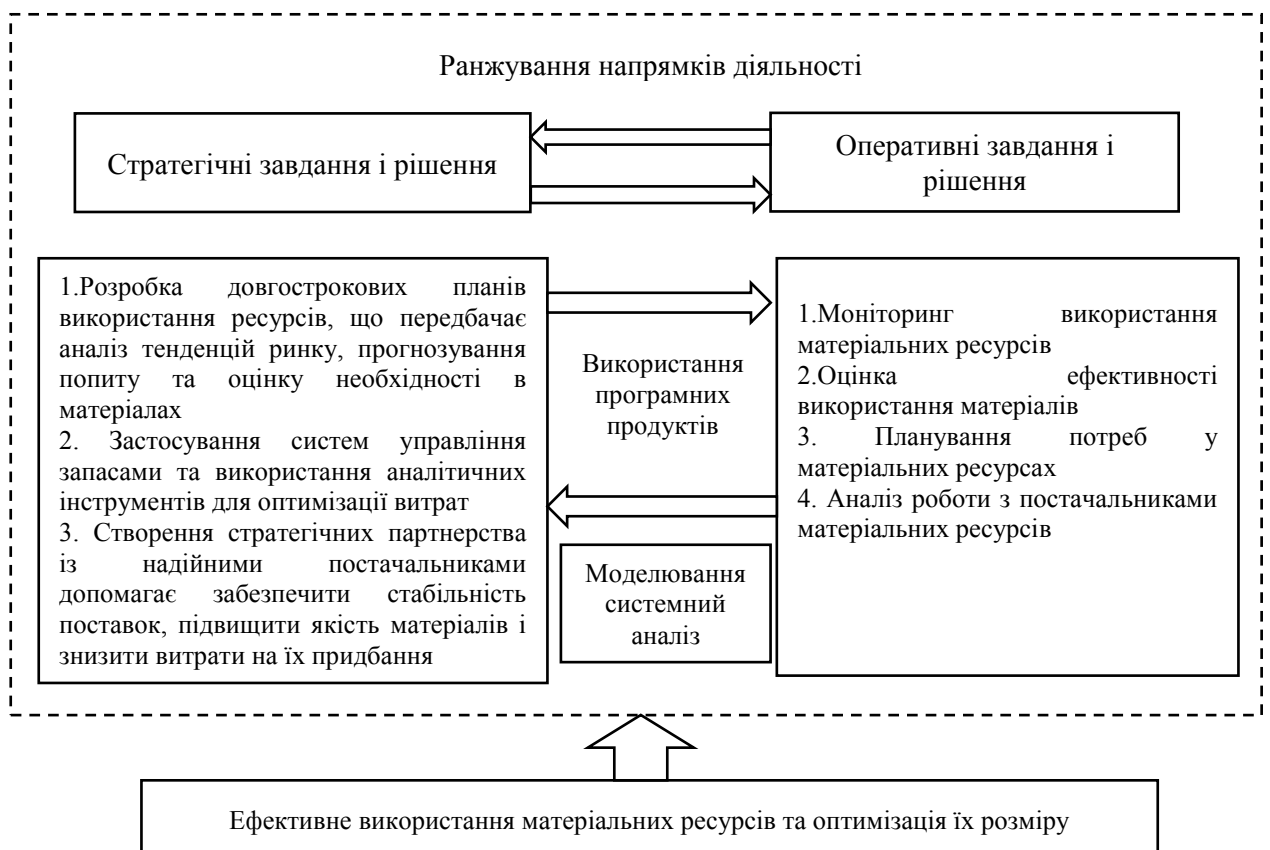 Ранжування напрямків діяльності
Стратегічні завдання і рішення
Оперативні завдання і
рішення
1.Розробка довгострокових планів
використання ресурсів, що передбачає
аналіз тенденцій ринку, прогнозування
попиту та оцінку необхідності в
матеріалах
2. Застосування систем управління
запасами та використання аналітичних
інструментів для оптимізації витрат
3. Створення стратегічних партнерства
із надійними постачальниками
допомагає забезпечити стабільність
поставок, підвищити якість матеріалів і
знизити витрати на їх придбання
Використання
програмних
продуктів
Моделювання
системний
аналіз
1.Моніторинг використання
матеріальних ресурсів
2.Оцінка ефективності
використання матеріалів
3. Планування потреб у
матеріальних ресурсах
4. Аналіз роботи з постачальниками
матеріальних ресурсів
Ефективне використання матеріальних ресурсів та оптимізація їх розміру